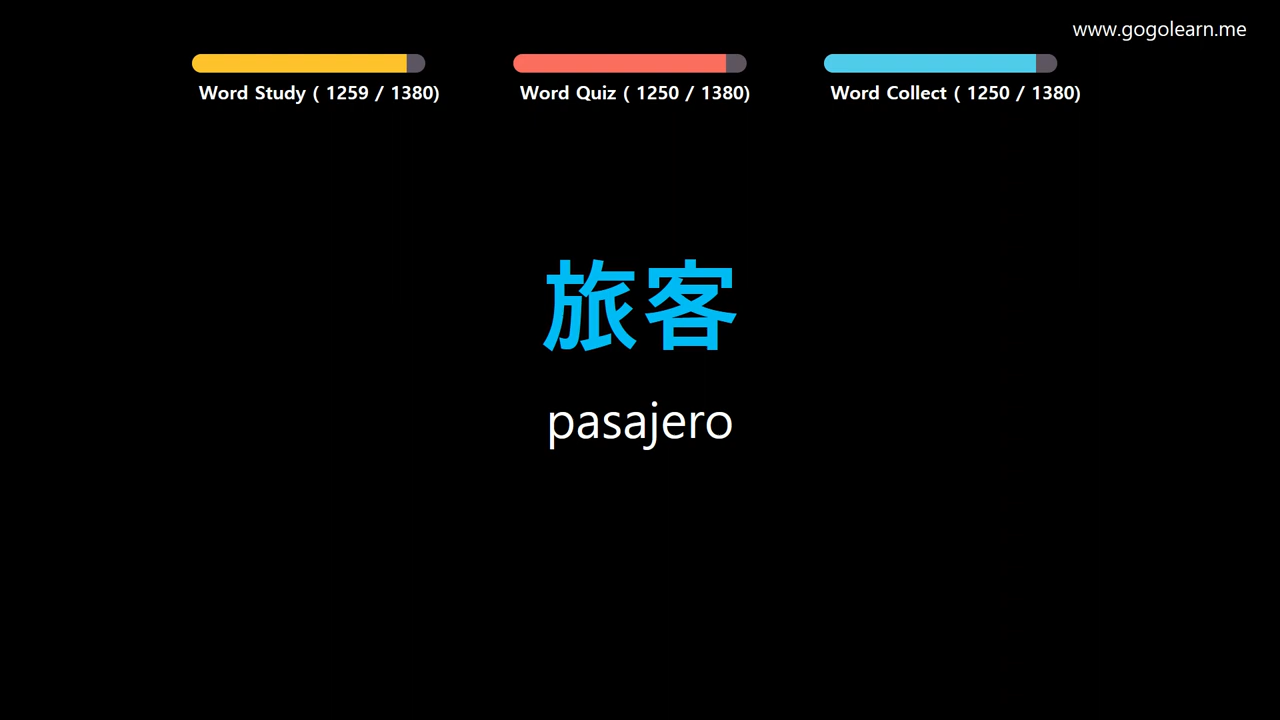 www.gogolearn.me
Word Study ( 1259 / 1380)
Word Quiz ( 1250 / 1380)
Word Collect ( 1250 / 1380)
旅客
pasajero